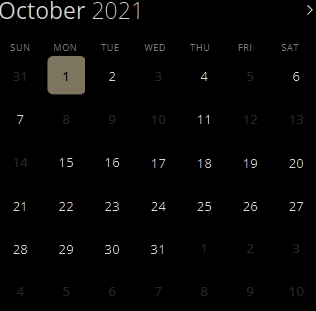 October 2021
SUN MON TUE WED THU FRI SAT
31 1 2 3 4 5 6
7 8 9 10 11 12 13
14 15 16 17 18 19 20
21 22 23 24 25 26 27
28 29 30 31 1 2 3
4 5 6 7 8 9 10